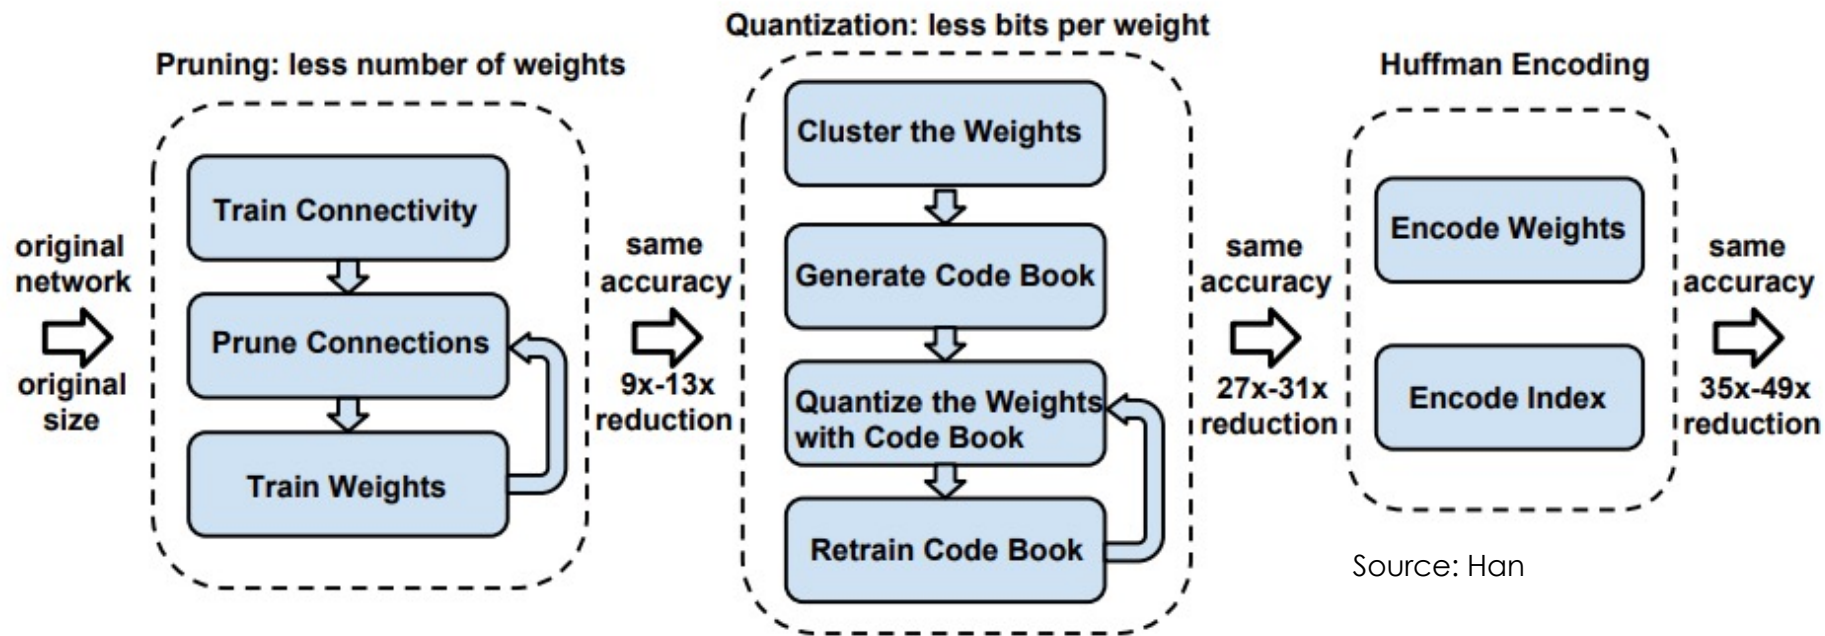 original
network
original
size
Pruning: less number of weights
Train Connectivity
Prune Connections
Train Weights
same
accuracy
9x-13x
reduction
Quantization: less bits per weight
Cluster the Weights
Generate Code Book
Quantize the Weights
with Code Book
Retrain Code Book
same
accuracy
27x-31x
reduction
Huffman Encoding
Encode Weights
Encode Index
same
accuracy
35x-49x
reduction
Source: Han